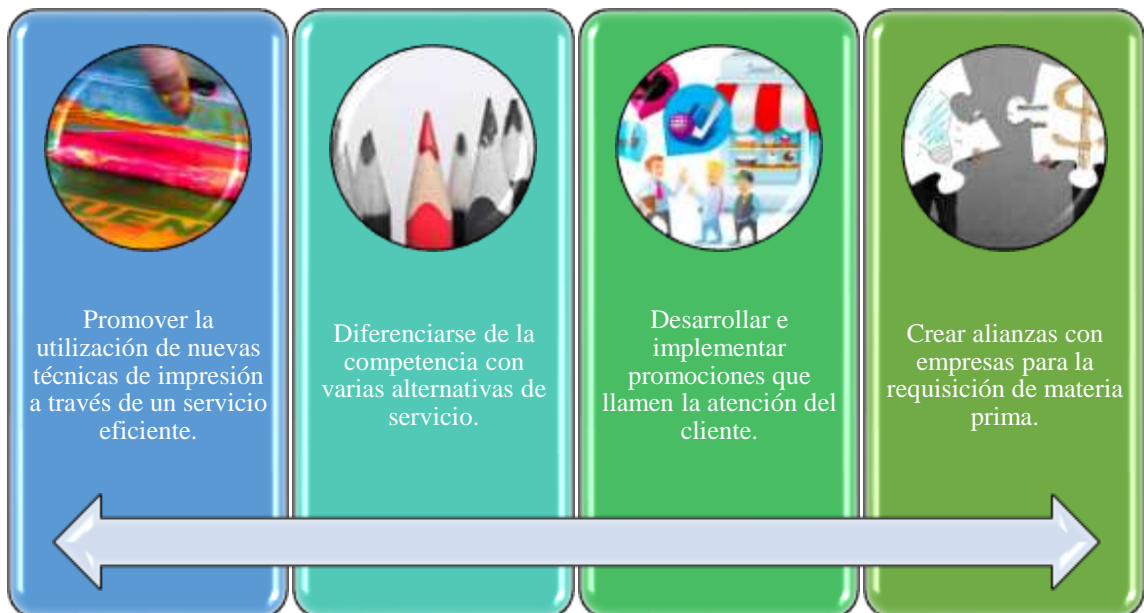 Promover la
utilización de nuevas
técnicas de impresión
a través de un servicio
eficiente.
Diferenciarse de la
competencia con
varias alternativas de
servicio.
Desarrollar e
implementar
promociones que
llamen la atención del
cliente.
Crear alianzas con
empresas para la
requisición de materia
prima.